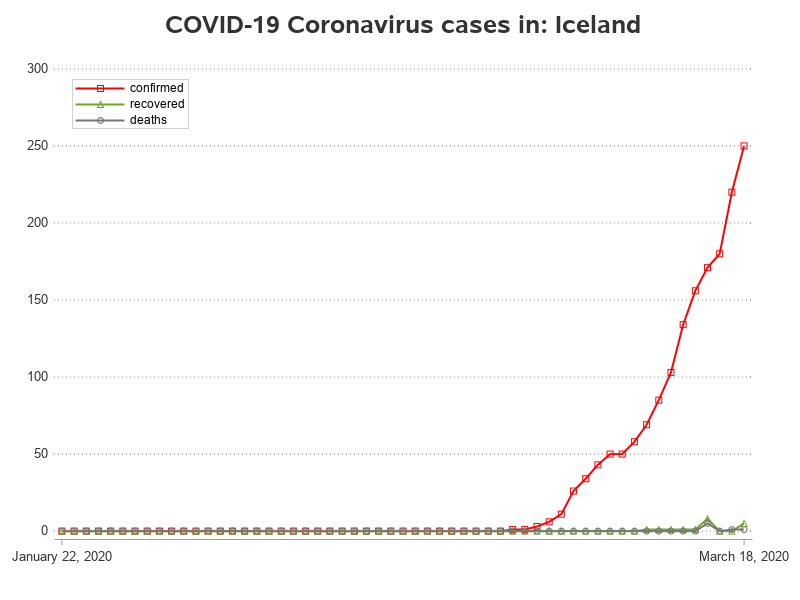 COVID-19 Coronavirus cases in: Iceland
300
confirmed
recovered
deaths
250
200
150
100
50
0
January 22, 2020
March 18, 2020